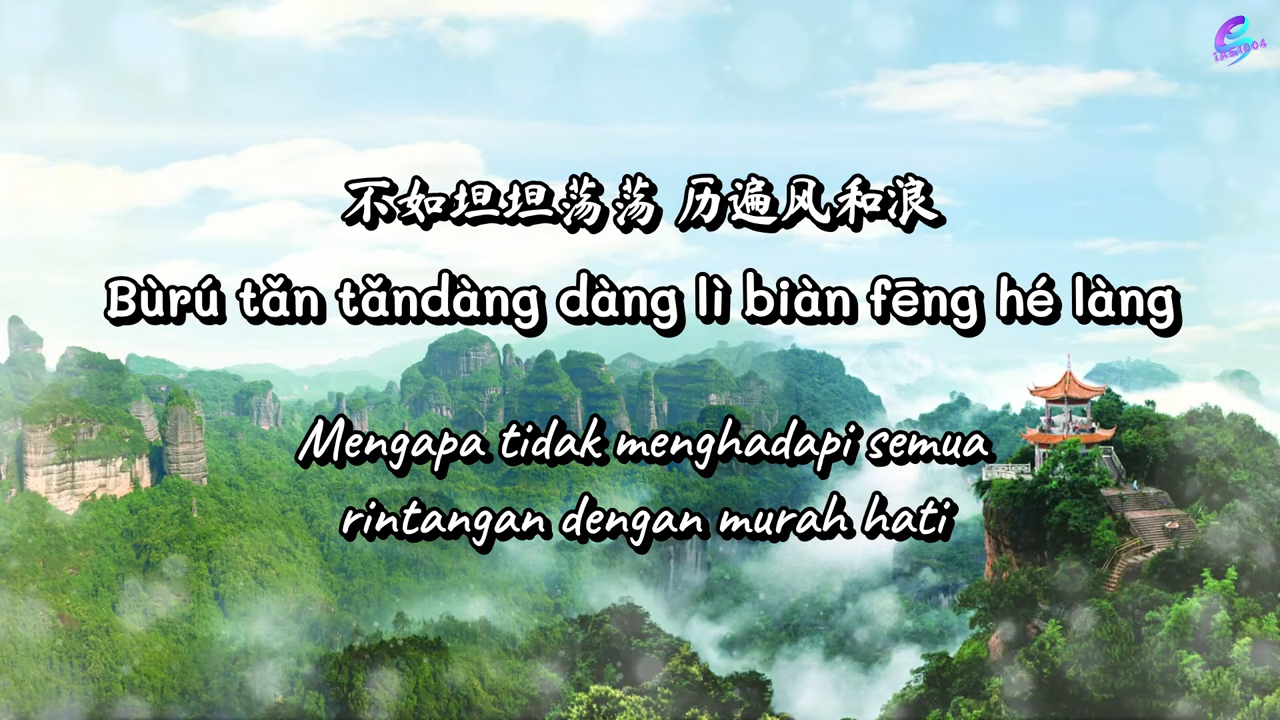 不如坦坦荡荡 历遍风和浪
Bùrú tǎn tǎndàng dàng lì biàn fēng hé làng
Mengapa tidak menghadapi semua
rintangan dengan murah hati